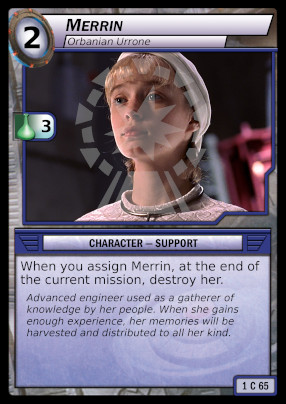 2
MERRIN
Orbanian Urrone
3
CHARACTER – SUPPORT
When you assign Merrin, at the end of
the current mission, destroy her.
Advanced engineer used as a gatherer of
knowledge by her people. When she gains
enough experience, her memories will be
harvested and distributed to all her kind.
1 C 65